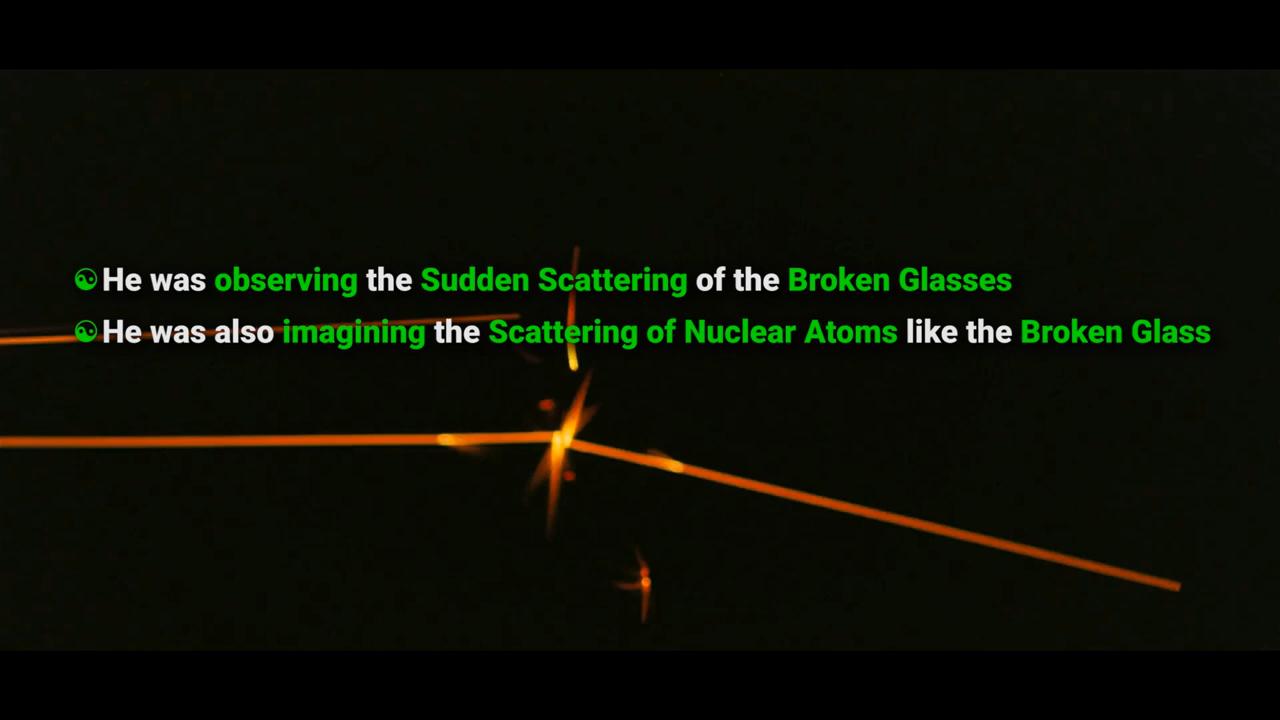 He was observing the Sudden Scattering of the Broken Glasses
He was also imagining the Scattering of Nuclear Atoms like the Broken Glass